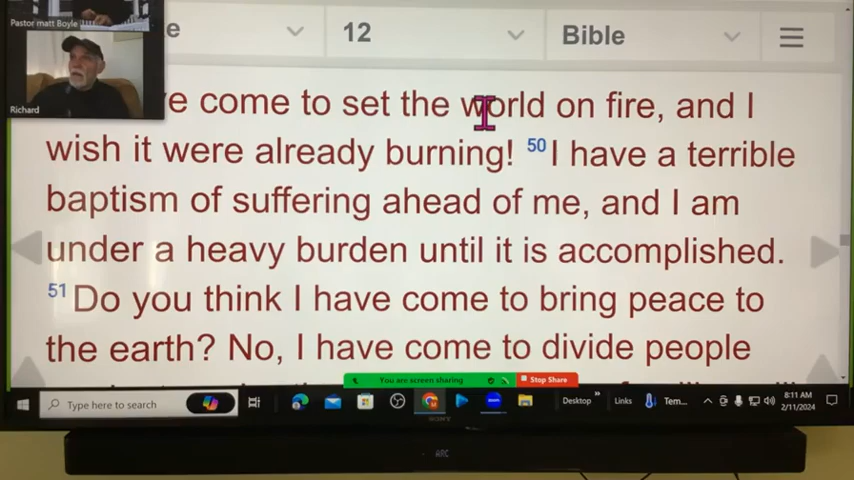 Pastor matt Boyle
Richard
e 12 Bible
e come to set the world on fire, and I
wish it were already burning! 50 I have a terrible
baptism of suffering ahead of me, and I am
under a heavy burden until it is accomplished.
51 Do you think I have come to bring peace to
the earth? No, I have come to divide people
You are screen sharing Stop Share
Type here to search
Desktop Links Tem... 8:11 AM
2/11/2024
SONY
ARC